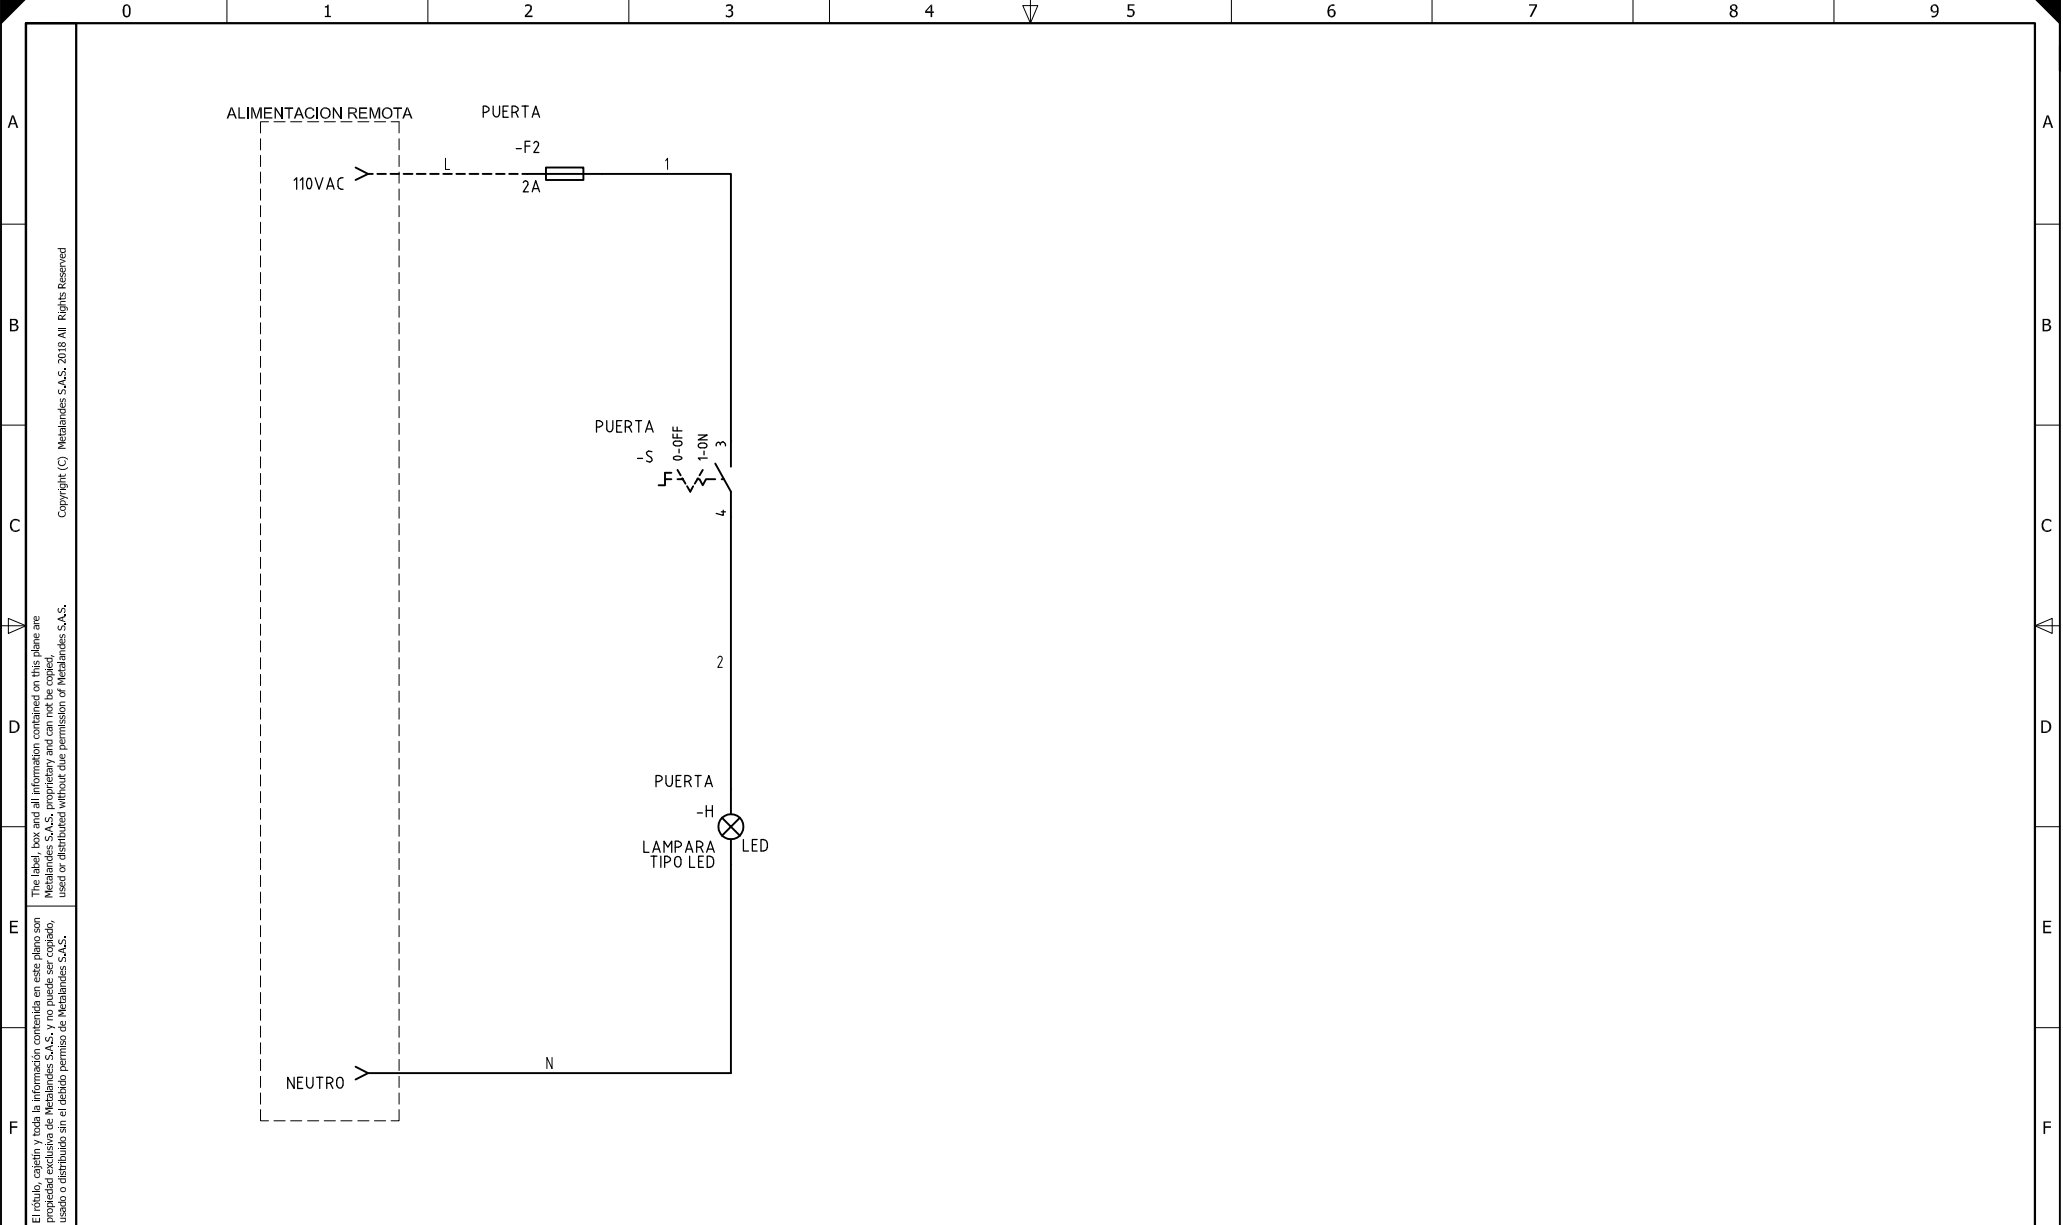 0 1 2 3 4 5 6 7 8 9
A A
B B
C C
D D
E E
F F
ALIMENTACION REMOTA
PUERTA
-F2
2A
110VAC
L
1
PUERTA
-S
0-OFF
1-ON
3
4
2
PUERTA
-H
LAMPARA
TIPO LED
LED
N
NEUTRO
Copyright (C) Metalandes S.A.S. 2018 All Rights Reserved
The label, box and all information contained on this plane are
Metalandes S.A.S. proprietary and can not be copied,
used or distributed without due permission of Metalandes S.A.S.
El rótulo, cajetín y toda la información contenida en este plano son
propiedad exclusiva de Metalandes S.A.S. y no puede ser copiado,
usado o distribuido sin el debido permiso de Metalandes S.A.S.